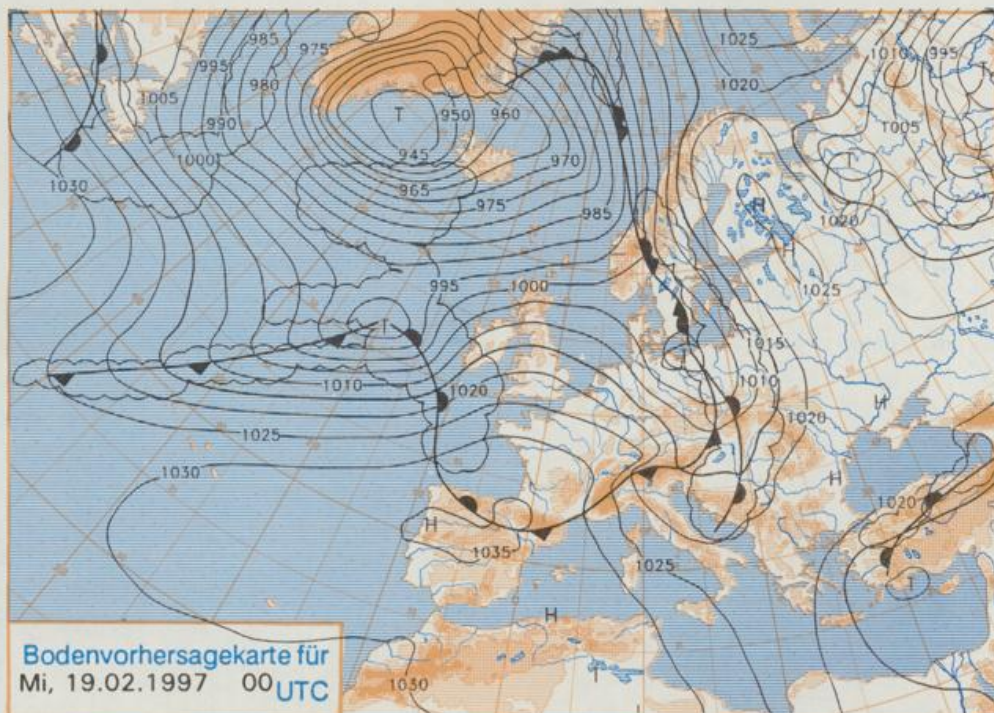 985 975 1025 1010 995
995 980 1020
1005 T 950 960 1005
990 945 970
1000 965 T
1030 975 985 H 1020
995 1000 1025
T 1015
T
1010 1020 1010
1020
1025 H
1030 H
1020
H 1035 1025
T
H
Bodenvorhersagekarte für
Mi, 19.02.1997 00 UTC
1030 T